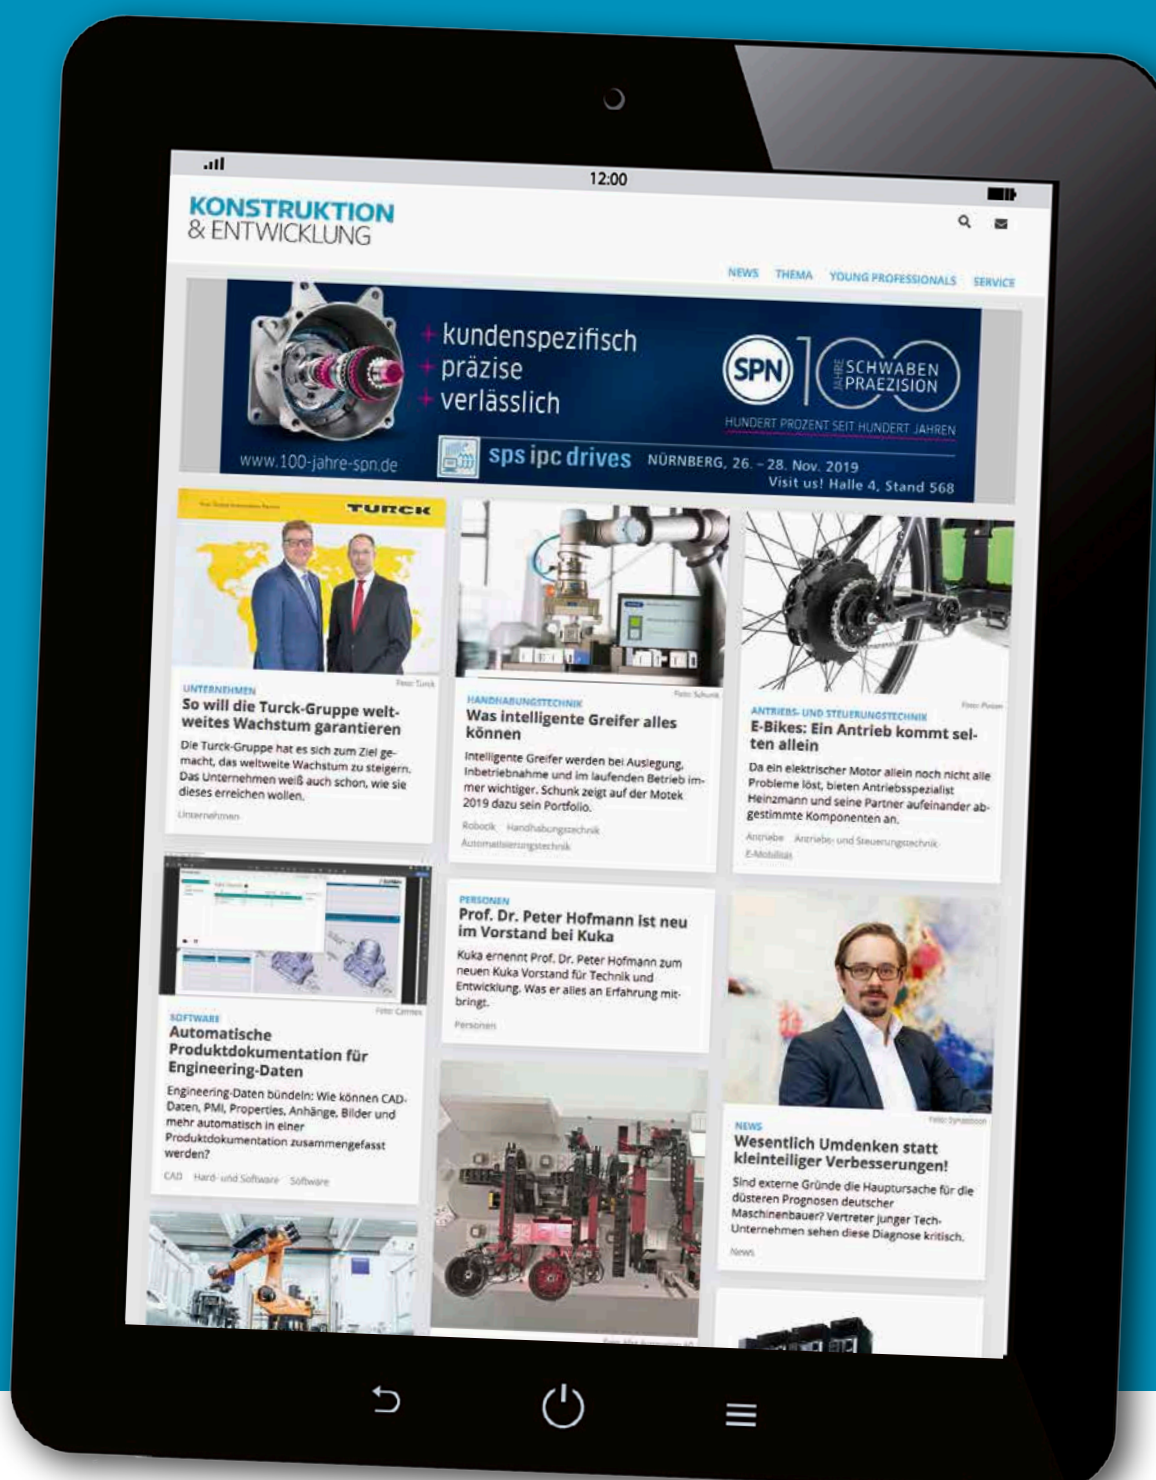 12:00
KONSTRUKTION
& ENTWICKLUNG
NEWS THEMA YOUNG PROFESSIONALS SERVICE
+ kundenspezifisch
+ präzise
+ verlässlich
SPN
100
JAHRE
SCHWABEN
PRAEZISION
HUNDERT PROZENT SEIT HUNDERT JAHREN
www.100-jahre-spn.de
sps ipc drives NÜRNBERG, 26. – 28. Nov. 2019
Visit us! Halle 4, Stand 568
TURCK
Foto: Turck
UNTERNEHMEN
So will die Turck-Gruppe welt-
weites Wachstum garantieren
Die Turck-Gruppe hat es sich zum Ziel ge-
macht, das weltweite Wachstum zu steigern.
Das Unternehmen weiß auch schon, wie sie
dieses erreichen wollen.
Unternehmen
Foto: Schunk
HANDHABUNGSTECHNIK
Was intelligente Greifer alles
können
Intelligente Greifer werden bei Auslegung,
Inbetriebnahme und im laufenden Betrieb im-
mer wichtiger. Schunk zeigt auf der Motek
2019 dazu sein Portfolio.
Robotik Handhabungstechnik
Automatisierungstechnik
ANTRIEBS- UND STEUERUNGSTECHNIK
E-Bikes: Ein Antrieb kommt sel-
ten allein
Da ein elektrischer Motor allein noch nicht alle
Probleme löst, bieten Antriebsspezialist
Heinzmann und seine Partner aufeinander ab-
gestimmte Komponenten an.
Antriebe Antriebs- und Steuerungstechnik
E-Mobilität
SOFTWARE
Automatische
Produktdokumentation für
Engineering-Daten
Engineering-Daten bündeln: Wie können CAD-
Daten, PMI, Properties, Anhänge, Bilder und
mehr automatisch in einer
Produktdokumentation zusammengefasst
werden?
CAD Hard- und Software Software
PERSONEN
Prof. Dr. Peter Hofmann ist neu
im Vorstand bei Kuka
Kuka ernennt Prof. Dr. Peter Hofmann zum
neuen Kuka Vorstand für Technik und
Entwicklung. Was er alles an Erfahrung mit-
bringt.
Personen
NEWS
Wesentlich Umdenken statt
kleinteiliger Verbesserungen!
Sind externe Gründe die Hauptursache für die
düsteren Prognosen deutscher
Maschinenbauer? Vertreter junger Tech-
Unternehmen sehen diese Diagnose kritisch.
News